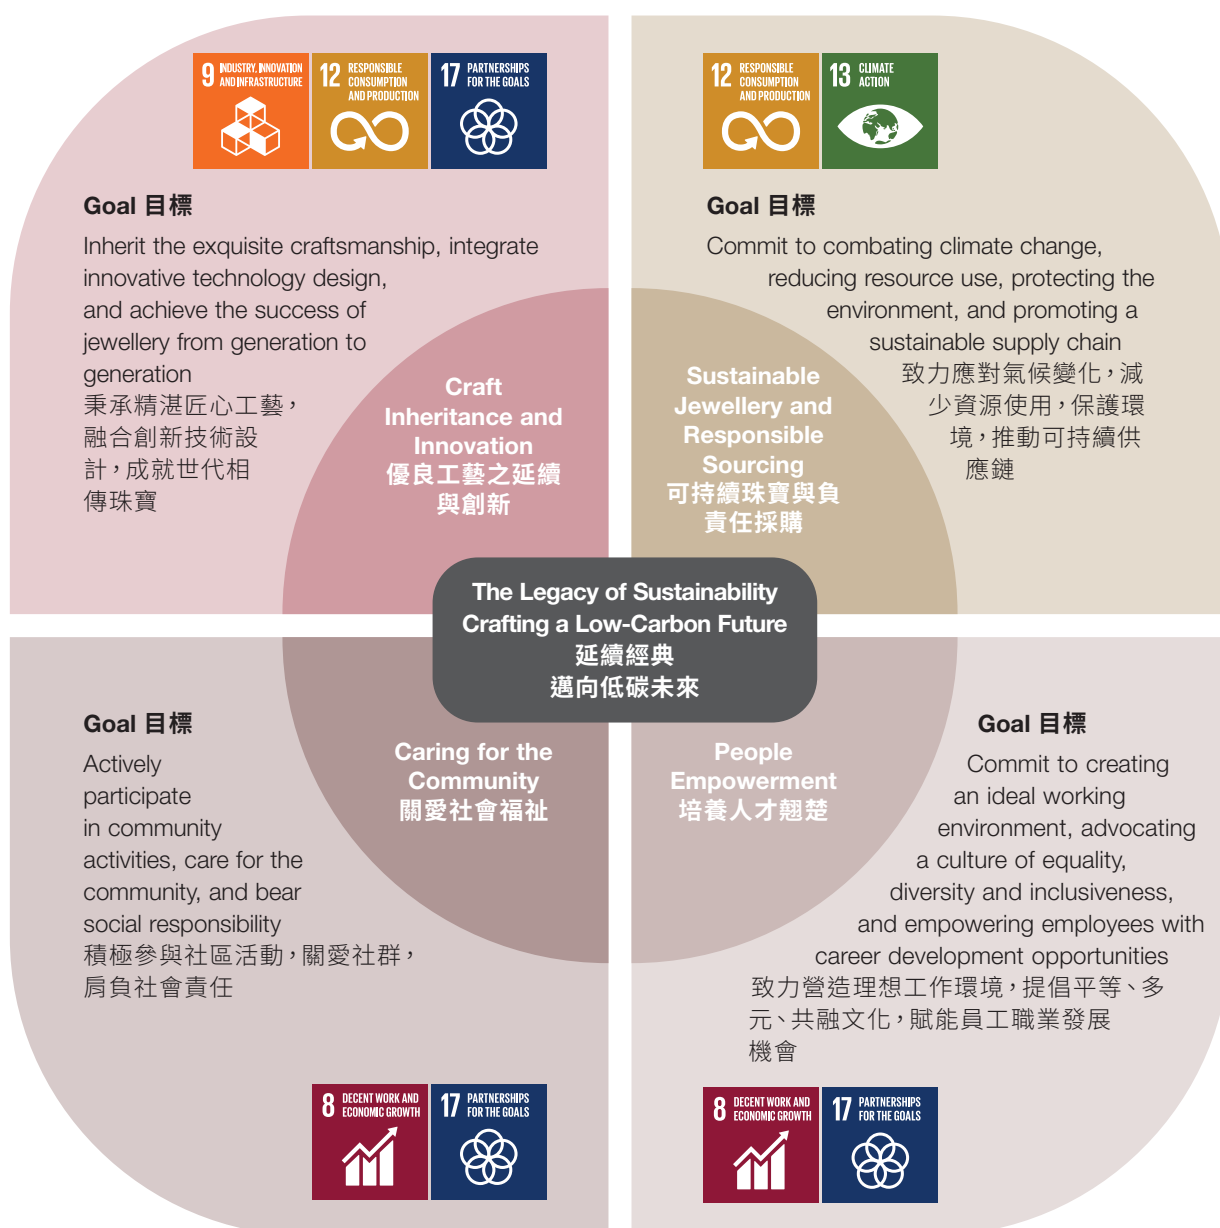 9 INDUSTRY, INNOVATION
AND INFRASTRUCTURE
12 RESPONSIBLE
CONSUMPTION
AND PRODUCTION
17 PARTNERSHIPS
FOR THE GOALS
Goal 目標
Inherit the exquisite craftsmanship, integrate
innovative technology design,
and achieve the success of
jewellery from generation to
generation
秉承精湛匠心工藝，
融合創新技術設
計，成就世代相
傳珠寶
Craft
Inheritance and
Innovation
優良工藝之延續
與創新
12 RESPONSIBLE
CONSUMPTION
AND PRODUCTION
13 CLIMATE
ACTION
Goal 目標
Commit to combating climate change,
reducing resource use, protecting the
environment, and promoting a
sustainable supply chain
致力應對氣候變化，減
少資源使用，保護環
境，推動可持續供
應鏈
Sustainable
Jewellery and
Responsible
Sourcing
可持續珠寶與負
責任採購
The Legacy of Sustainability
Crafting a Low-Carbon Future
延續經典
邁向低碳未來
Goal 目標
Actively
participate
in community
activities, care for the
community, and bear
social responsibility
積極參與社區活動，關愛社群，
肩負社會責任
Caring for the
Community
關愛社會福祉
8 DECENT WORK AND
ECONOMIC GROWTH
17 PARTNERSHIPS
FOR THE GOALS
People
Empowerment
培養人才翹楚
Goal 目標
Commit to creating
an ideal working
environment, advocating
a culture of equality,
diversity and inclusiveness,
and empowering employees with
career development opportunities
致力營造理想工作環境，提倡平等、多
元、共融文化，賦能員工職業發展
機會
8 DECENT WORK AND
ECONOMIC GROWTH
17 PARTNERSHIPS
FOR THE GOALS